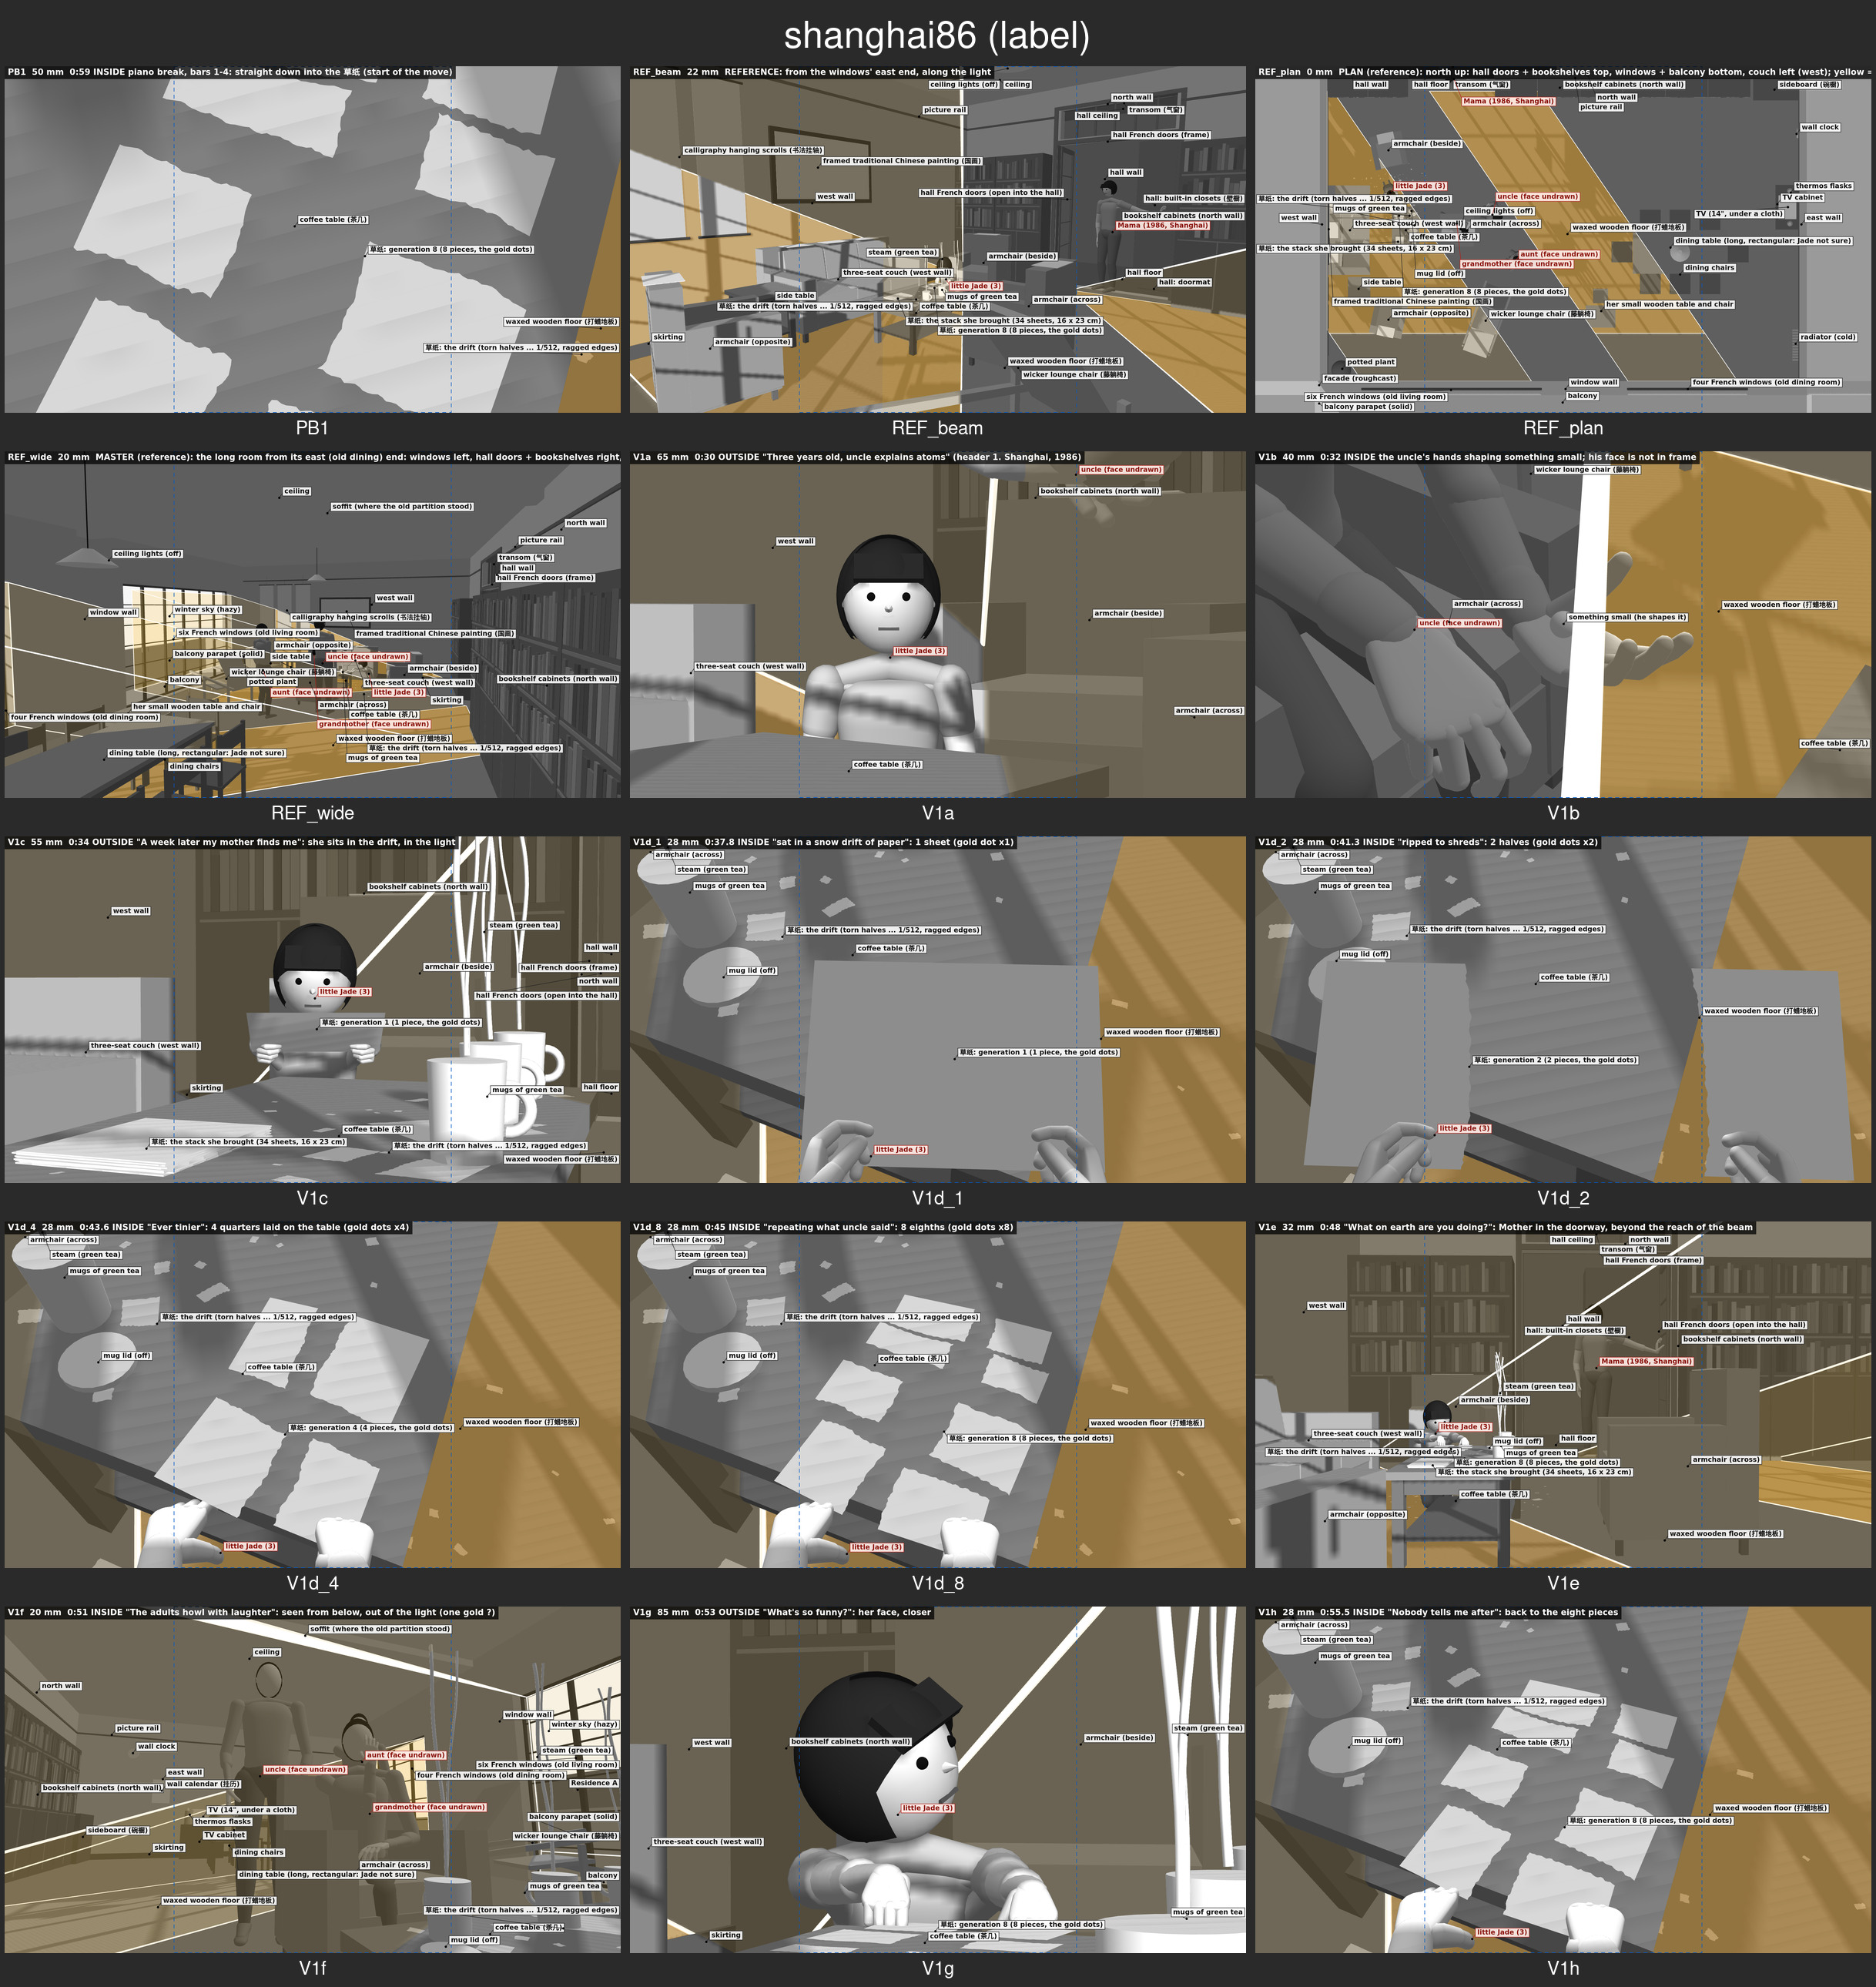 shanghai86 (label)
PB1 50 mm 0:59 INSIDE piano break, bars 1-4: straight down into the 草纸 (start of the move)
coffee table (茶几)
草纸: generation 8 (8 pieces, the gold dots)
waxed wooden floor (打蜡地板)
草纸: the drift (torn halves ... 1/512, ragged edges)
PB1
REF_beam 22 mm REFERENCE: from the windows' east end, along the light
ceiling lights (off)
ceiling
north wall
picture rail
transom (气窗)
hall ceiling
hall French doors (frame)
calligraphy hanging scrolls (书法挂轴)
framed traditional Chinese painting (国画)
hall wall
west wall
hall French doors (open into the hall)
hall: built-in closets (壁橱)
bookshelf cabinets (north wall)
Mama (1986, Shanghai)
steam (green tea)
armchair (beside)
three-seat couch (west wall)
hall floor
little Jade (3)
hall: doormat
side table
mugs of green tea
armchair (across)
草纸: the drift (torn halves ... 1/512, ragged edges)
coffee table (茶几)
草纸: the stack she brought (34 sheets, 16 x 23 cm)
草纸: generation 8 (8 pieces, the gold dots)
skirting
armchair (opposite)
waxed wooden floor (打蜡地板)
wicker lounge chair (藤躺椅)
REF_beam
REF_plan 0 mm PLAN (reference): north up: hall doors + bookshelves top, windows + balcony bottom, couch left (west); yellow =
hall wall
hall floor
transom (气窗)
bookshelf cabinets (north wall)
sideboard (碗橱)
Mama (1986, Shanghai)
north wall
picture rail
wall clock
armchair (beside)
little Jade (3)
thermos flasks
草纸: the drift (torn halves ... 1/512, ragged edges)
uncle (face undrawn)
TV cabinet
mugs of green tea
ceiling lights (off)
TV (14", under a cloth)
west wall
three-seat couch (west wall)
armchair (across)
east wall
waxed wooden floor (打蜡地板)
coffee table (茶几)
dining table (long, rectangular: Jade not sure)
草纸: the stack she brought (34 sheets, 16 x 23 cm)
aunt (face undrawn)
grandmother (face undrawn)
dining chairs
mug lid (off)
side table
草纸: generation 8 (8 pieces, the gold dots)
framed traditional Chinese painting (国画)
her small wooden table and chair
armchair (opposite)
wicker lounge chair (藤躺椅)
radiator (cold)
potted plant
facade (roughcast)
window wall
four French windows (old dining room)
six French windows (old living room)
balcony
balcony parapet (solid)
REF_plan
REF_wide 20 mm MASTER (reference): the long room from its east (old dining) end: windows left, hall doors + bookshelves right,
ceiling
soffit (where the old partition stood)
north wall
picture rail
ceiling lights (off)
transom (气窗)
hall wall
hall French doors (frame)
west wall
window wall
winter sky (hazy)
calligraphy hanging scrolls (书法挂轴)
six French windows (old living room)
framed traditional Chinese painting (国画)
armchair (opposite)
balcony parapet (solid)
side table
uncle (face undrawn)
wicker lounge chair (藤躺椅)
armchair (beside)
balcony
potted plant
three-seat couch (west wall)
bookshelf cabinets (north wall)
aunt (face undrawn)
little Jade (3)
skirting
her small wooden table and chair
armchair (across)
four French windows (old dining room)
coffee table (茶几)
grandmother (face undrawn)
waxed wooden floor (打蜡地板)
草纸: the drift (torn halves ... 1/512, ragged edges)
dining table (long, rectangular: Jade not sure)
mugs of green tea
dining chairs
REF_wide
V1a 65 mm 0:30 OUTSIDE "Three years old, uncle explains atoms" (header 1. Shanghai, 1986)
uncle (face undrawn)
bookshelf cabinets (north wall)
west wall
armchair (beside)
little Jade (3)
three-seat couch (west wall)
armchair (across)
coffee table (茶几)
V1a
V1b 40 mm 0:32 INSIDE the uncle's hands shaping something small; his face is not in frame
wicker lounge chair (藤躺椅)
armchair (across)
waxed wooden floor (打蜡地板)
uncle (face undrawn)
something small (he shapes it)
coffee table (茶几)
V1b
V1c 55 mm 0:34 OUTSIDE "A week later my mother finds me": she sits in the drift, in the light
bookshelf cabinets (north wall)
west wall
steam (green tea)
hall wall
armchair (beside)
hall French doors (frame)
north wall
little Jade (3)
hall French doors (open into the hall)
草纸: generation 1 (1 piece, the gold dots)
three-seat couch (west wall)
skirting
mugs of green tea
hall floor
coffee table (茶几)
草纸: the stack she brought (34 sheets, 16 x 23 cm)
草纸: the drift (torn halves ... 1/512, ragged edges)
waxed wooden floor (打蜡地板)
V1c
V1d_1 28 mm 0:37.8 INSIDE "sat in a snow drift of paper": 1 sheet (gold dot x1)
armchair (across)
steam (green tea)
mugs of green tea
草纸: the drift (torn halves ... 1/512, ragged edges)
coffee table (茶几)
mug lid (off)
waxed wooden floor (打蜡地板)
草纸: generation 1 (1 piece, the gold dots)
little Jade (3)
V1d_1
V1d_2 28 mm 0:41.3 INSIDE "ripped to shreds": 2 halves (gold dots x2)
armchair (across)
steam (green tea)
mugs of green tea
草纸: the drift (torn halves ... 1/512, ragged edges)
mug lid (off)
coffee table (茶几)
waxed wooden floor (打蜡地板)
草纸: generation 2 (2 pieces, the gold dots)
little Jade (3)
V1d_2
V1d_4 28 mm 0:43.6 INSIDE "Ever tinier": 4 quarters laid on the table (gold dots x4)
armchair (across)
steam (green tea)
mugs of green tea
草纸: the drift (torn halves ... 1/512, ragged edges)
mug lid (off)
coffee table (茶几)
waxed wooden floor (打蜡地板)
草纸: generation 4 (4 pieces, the gold dots)
little Jade (3)
V1d_4
V1d_8 28 mm 0:45 INSIDE "repeating what uncle said": 8 eighths (gold dots x8)
armchair (across)
steam (green tea)
mugs of green tea
草纸: the drift (torn halves ... 1/512, ragged edges)
mug lid (off)
coffee table (茶几)
waxed wooden floor (打蜡地板)
草纸: generation 8 (8 pieces, the gold dots)
little Jade (3)
V1d_8
V1e 32 mm 0:48 "What on earth are you doing?": Mother in the doorway, beyond the reach of the beam
hall ceiling
north wall
transom (气窗)
hall French doors (frame)
west wall
hall wall
hall French doors (open into the hall)
hall: built-in closets (壁橱)
bookshelf cabinets (north wall)
Mama (1986, Shanghai)
steam (green tea)
armchair (beside)
little Jade (3)
three-seat couch (west wall)
mug lid (off)
hall floor
草纸: the drift (torn halves ... 1/512, ragged edges)
mugs of green tea
草纸: generation 8 (8 pieces, the gold dots)
armchair (across)
草纸: the stack she brought (34 sheets, 16 x 23 cm)
coffee table (茶几)
armchair (opposite)
waxed wooden floor (打蜡地板)
V1e
V1f 20 mm 0:51 INSIDE "The adults howl with laughter": seen from below, out of the light (one gold ?)
soffit (where the old partition stood)
ceiling
north wall
window wall
picture rail
winter sky (hazy)
wall clock
steam (green tea)
aunt (face undrawn)
six French windows (old living room)
uncle (face undrawn)
east wall
four French windows (old dining room)
bookshelf cabinets (north wall)
wall calendar (挂历)
Residence A
grandmother (face undrawn)
TV (14", under a cloth)
thermos flasks
balcony parapet (solid)
sideboard (碗橱)
TV cabinet
wicker lounge chair (藤躺椅)
skirting
dining chairs
armchair (across)
dining table (long, rectangular: Jade not sure)
balcony
mugs of green tea
waxed wooden floor (打蜡地板)
草纸: the drift (torn halves ... 1/512, ragged edges)
coffee table (茶几)
mug lid (off)
V1f
V1g 85 mm 0:53 OUTSIDE "What's so funny?": her face, closer
steam (green tea)
armchair (beside)
west wall
bookshelf cabinets (north wall)
little Jade (3)
three-seat couch (west wall)
mugs of green tea
草纸: generation 8 (8 pieces, the gold dots)
skirting
coffee table (茶几)
V1g
V1h 28 mm 0:55.5 INSIDE "Nobody tells me after": back to the eight pieces
armchair (across)
steam (green tea)
mugs of green tea
草纸: the drift (torn halves ... 1/512, ragged edges)
mug lid (off)
coffee table (茶几)
waxed wooden floor (打蜡地板)
草纸: generation 8 (8 pieces, the gold dots)
little Jade (3)
V1h